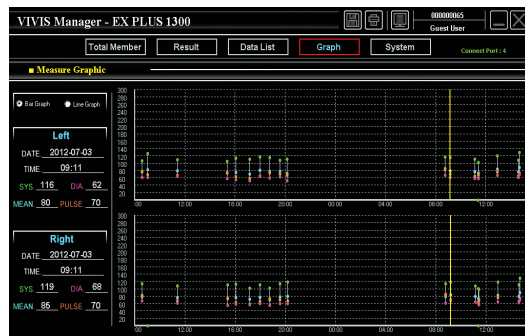 VIVIS Manager - EX PLUS 1300
000000065
Guest User
Total Member
Result
Data List
Graph
System
Connect Port : 4
Measure Graphic
Bar Graph
Line Graph
Left
DATE 2012-07-03
TIME 09:11
SYS 116 DIA 62
MEAN 80 PULSE 70
300
280
260
240
220
200
180
160
140
120
100
80
60
40
20
:00 12:00 16:00 20:00 00:00 04:00 08:00 12:00
Right
DATE 2012-07-03
TIME 09:11
SYS 119 DIA 68
MEAN 85 PULSE 70
300
280
260
240
220
200
180
160
140
120
100
80
60
40
20
:00 12:00 16:00 20:00 00:00 04:00 08:00 12:00